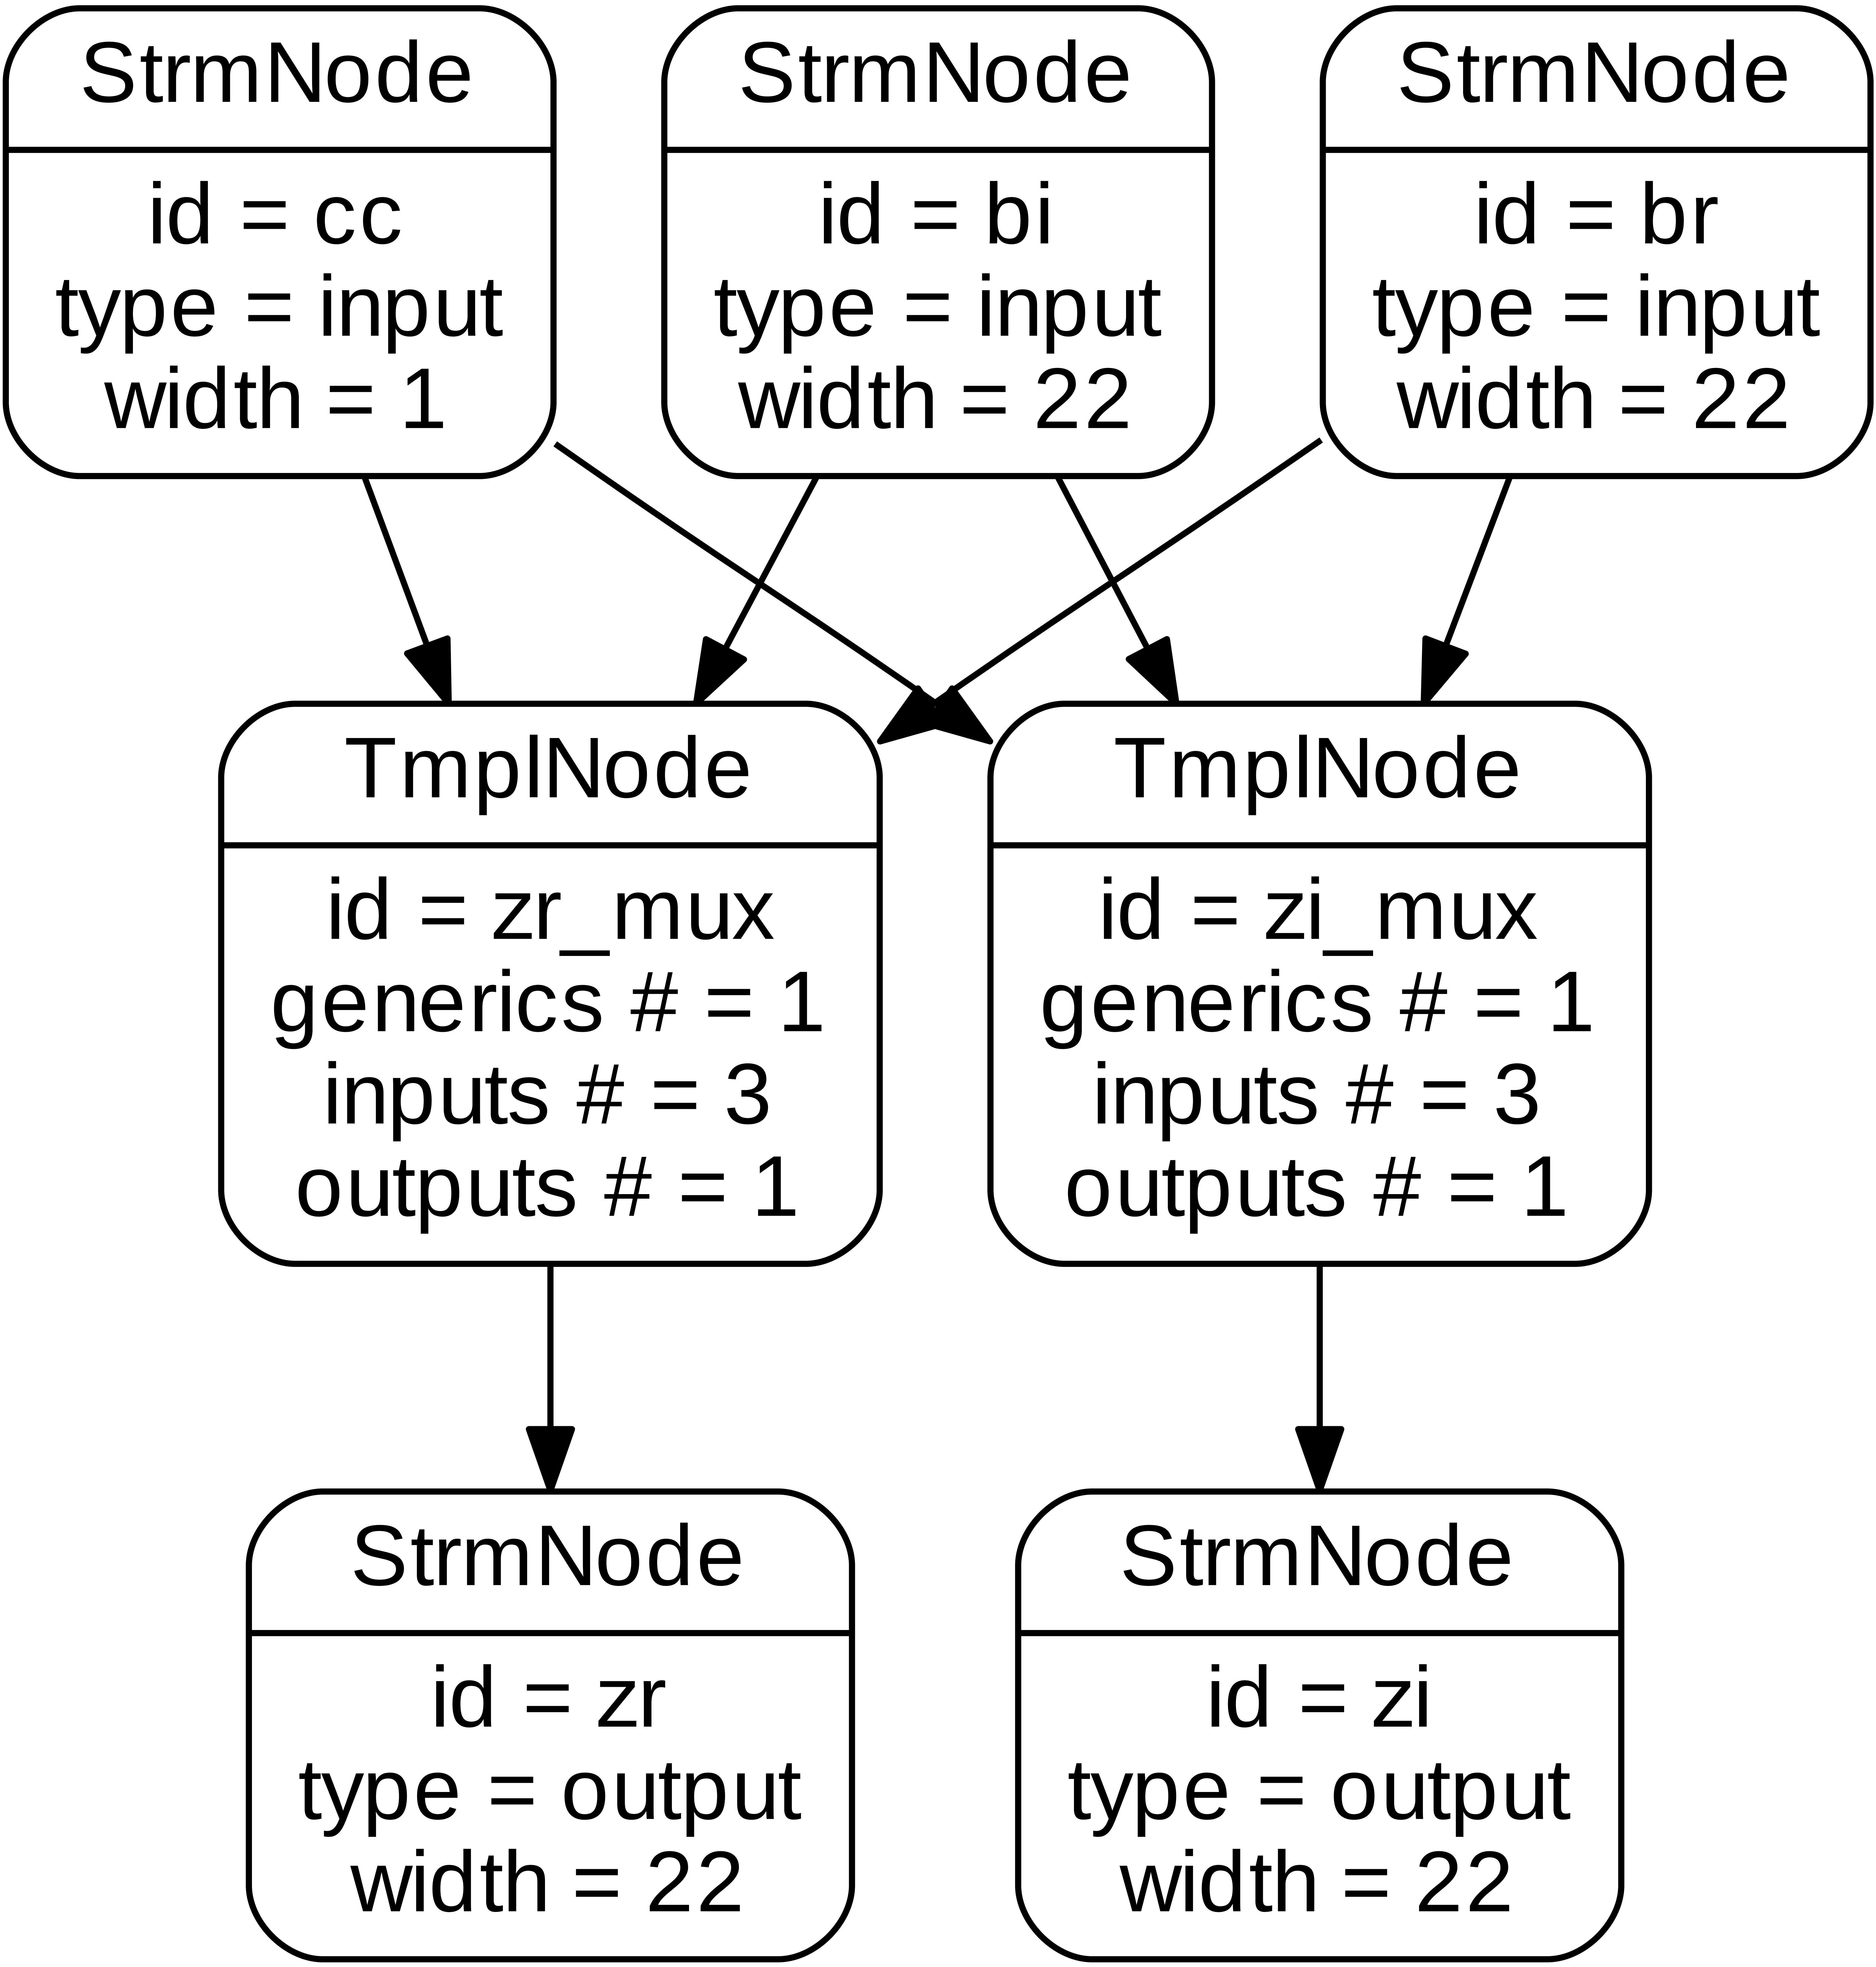 StrmNode
id = cc
type = input
width = 1
StrmNode
id = bi
type = input
width = 22
StrmNode
id = br
type = input
width = 22
TmplNode
id = zr_mux
generics # = 1
inputs # = 3
outputs # = 1
TmplNode
id = zi_mux
generics # = 1
inputs # = 3
outputs # = 1
StrmNode
id = zr
type = output
width = 22
StrmNode
id = zi
type = output
width = 22